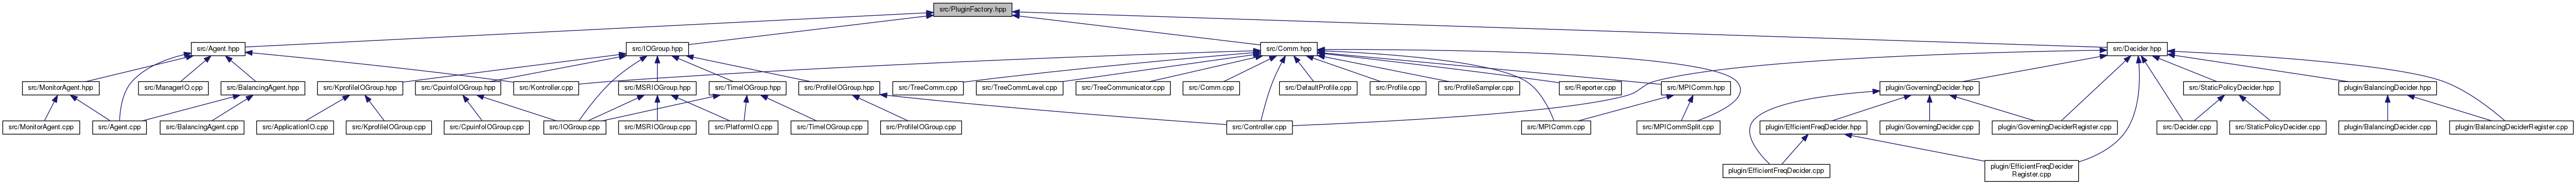 src/PluginFactory.hpp
src/Agent.hpp
src/IOGroup.hpp
src/Comm.hpp
src/Decider.hpp
src/MonitorAgent.hpp
src/ManagerIO.cpp
src/BalancingAgent.hpp
src/KprofileIOGroup.hpp
src/CpuinfoIOGroup.hpp
src/Kontroller.cpp
src/MSRIOGroup.hpp
src/TimeIOGroup.hpp
src/ProfileIOGroup.hpp
src/TreeComm.cpp
src/TreeCommLevel.cpp
src/TreeCommunicator.cpp
src/Comm.cpp
src/DefaultProfile.cpp
src/Profile.cpp
src/ProfileSampler.cpp
src/Reporter.cpp
src/MPIComm.hpp
plugin/GoverningDecider.hpp
src/StaticPolicyDecider.hpp
plugin/BalancingDecider.hpp
src/MonitorAgent.cpp
src/Agent.cpp
src/BalancingAgent.cpp
src/ApplicationIO.cpp
src/KprofileIOGroup.cpp
src/CpuinfoIOGroup.cpp
src/IOGroup.cpp
src/MSRIOGroup.cpp
src/PlatformIO.cpp
src/TimeIOGroup.cpp
src/ProfileIOGroup.cpp
src/Controller.cpp
src/MPIComm.cpp
src/MPICommSplit.cpp
plugin/EfficientFreqDecider.hpp
plugin/GoverningDecider.cpp
plugin/GoverningDeciderRegister.cpp
src/Decider.cpp
src/StaticPolicyDecider.cpp
plugin/BalancingDecider.cpp
plugin/BalancingDeciderRegister.cpp
plugin/EfficientFreqDecider.cpp
plugin/EfficientFreqDecider
Register.cpp